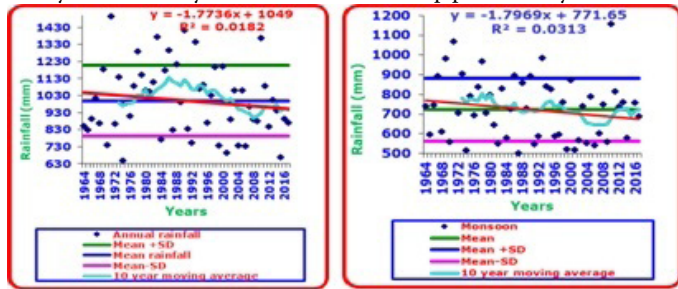 y = -1.7736x + 1049
R² = 0.0182
Rainfall (mm)
1430
1330
1230
1130
1030
930
830
730
630
1964
1968
1972
1976
1980
1984
1988
1992
1996
2000
2004
2008
2012
2016
Years
Annual rainfall
Mean +SD
Mean rainfall
Mean-SD
10 year moving average
y = -1.7969x + 771.65
R² = 0.0313
Rainfall (mm)
1200
1100
1000
900
800
700
600
500
1964
1968
1972
1976
1980
1984
1988
1992
1996
2000
2004
2008
2012
2016
Years
Monsoon
Mean
Mean +SD
Mean-SD
10 year moving average